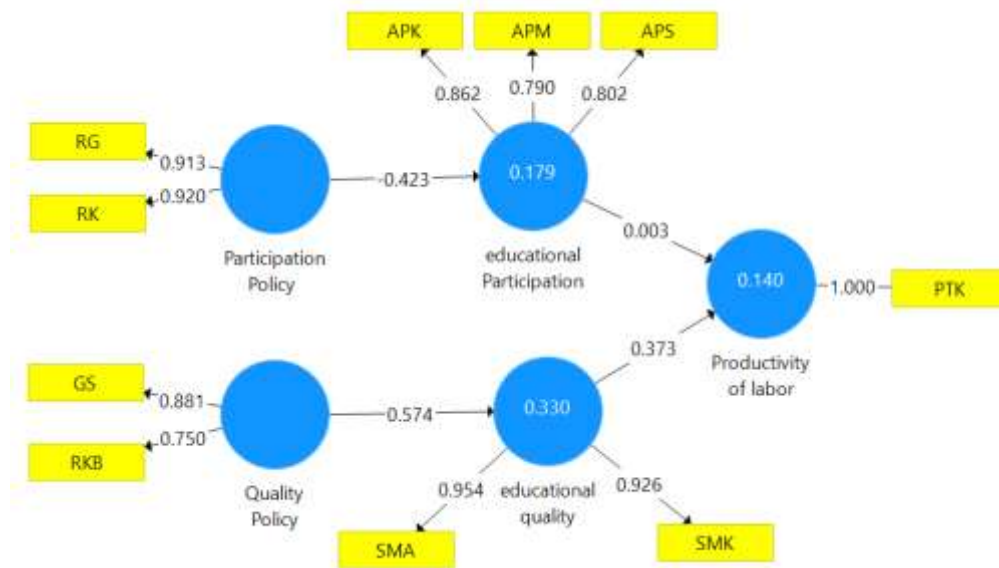 APK
APM
APS
0.862
0.790
0.802
RG
0.913
RK
0.920
-0.423
0.179
Participation
Policy
educational
Participation
0.003
0.140
1.000
PTK
Productivity
of labor
0.373
GS
0.881
RKB
0.750
0.574
0.330
Quality
Policy
educational
quality
0.954
0.926
SMA
SMK